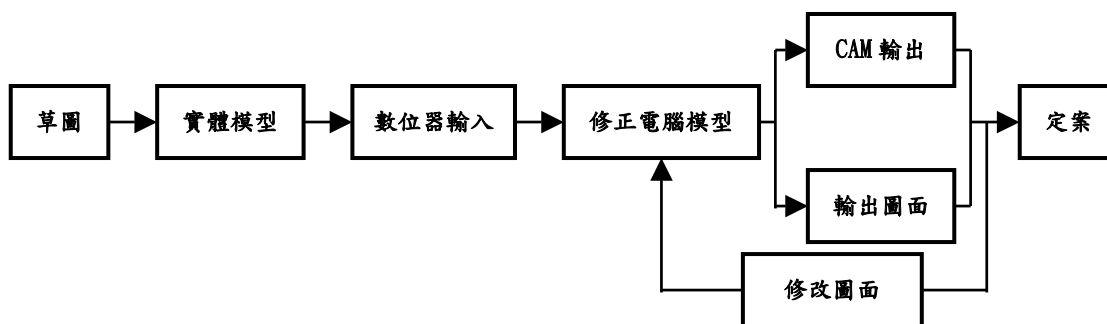 草圖
實體模型
數位器輸入
修正電腦模型
CAM 輸出
輸出圖面
定案
修改圖面